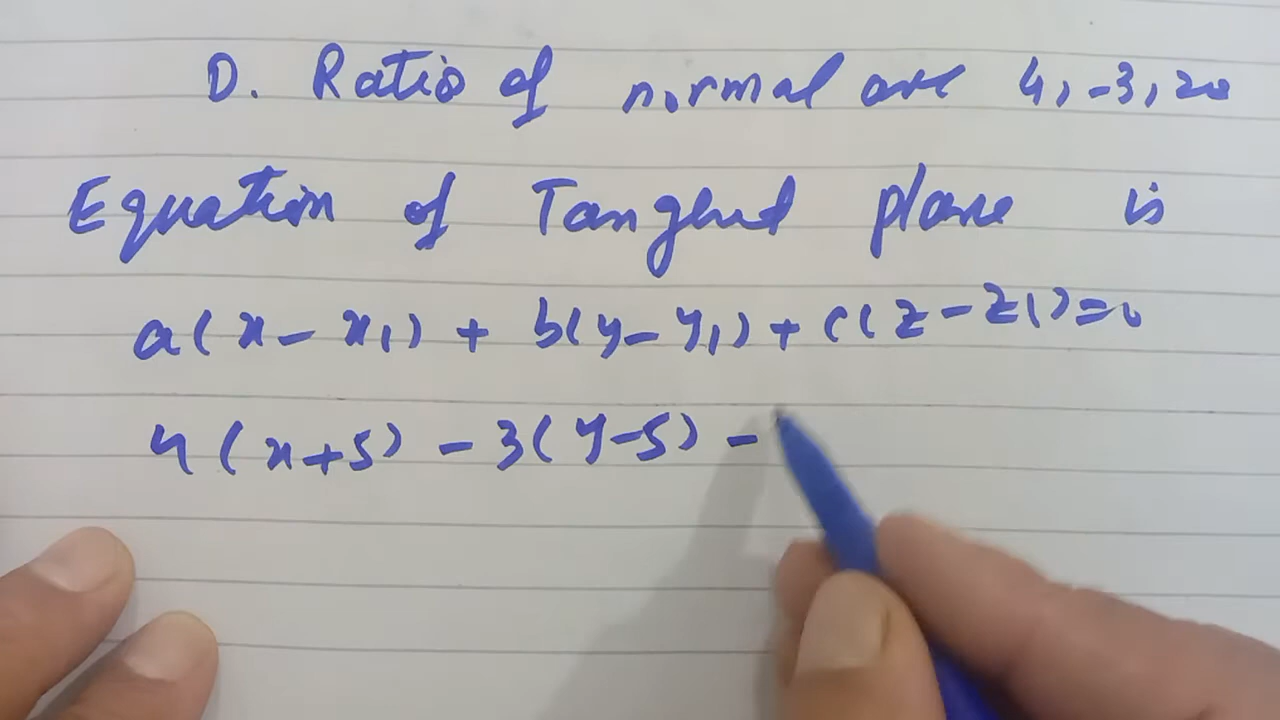 D. Ratio of normal are 4, -3, 20
Equation of Tangent plane is
a(x - x1) + b(y - y1) + c(z - z1) = 0
4(x+5) - 3(y-5) -